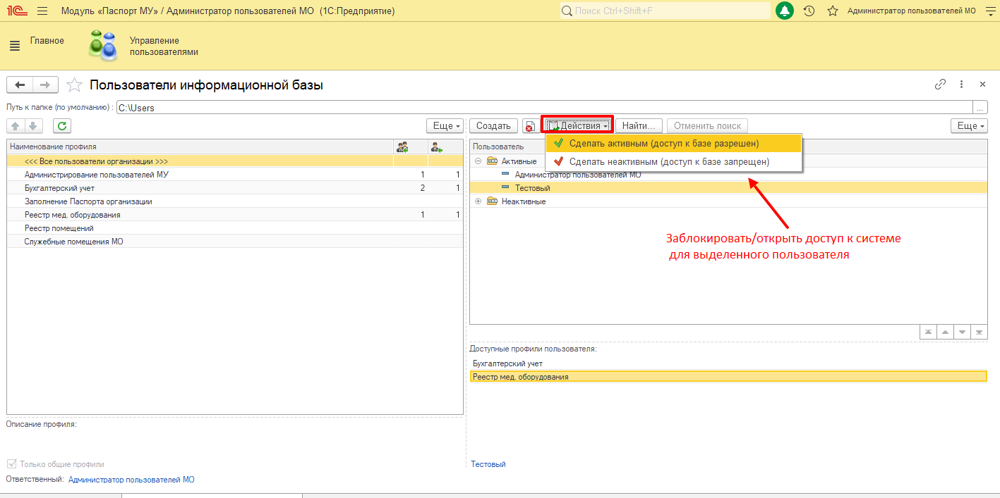 1С Модуль «Паспорт МУ» / Администратор пользователей МО (1С:Предприятие) Поиск Ctrl+Shift+F Администратор пользователей МО
Главное
Управление
пользователями
Пользователи информационной базы
Путь к папке (по умолчанию) : C:\Users ...
Еще
Создать Действия Найти... Отменить поиск Еще
Наименование профиля
<<< Все пользователи организации >>>
Администрирование пользователей МУ 1 1
Бухгалтерский учет 2 1
Заполнение Паспорта организации
Реестр мед. оборудования 1 1
Реестр помещений
Служебные помещения МО
Описание профиля:
Только общие профили
Ответственный: Администратор пользователей МО
Пользователь
Сделать активным (доступ к базе разрешен)
Сделать неактивным (доступ к базе запрещен)
Активные
Администратор пользователей МО
Тестовый
Неактивные
Заблокировать/открыть доступ к системе
для выделенного пользователя
Доступные профили пользователя:
Бухгалтерский учет
Реестр мед. оборудования
Тестовый